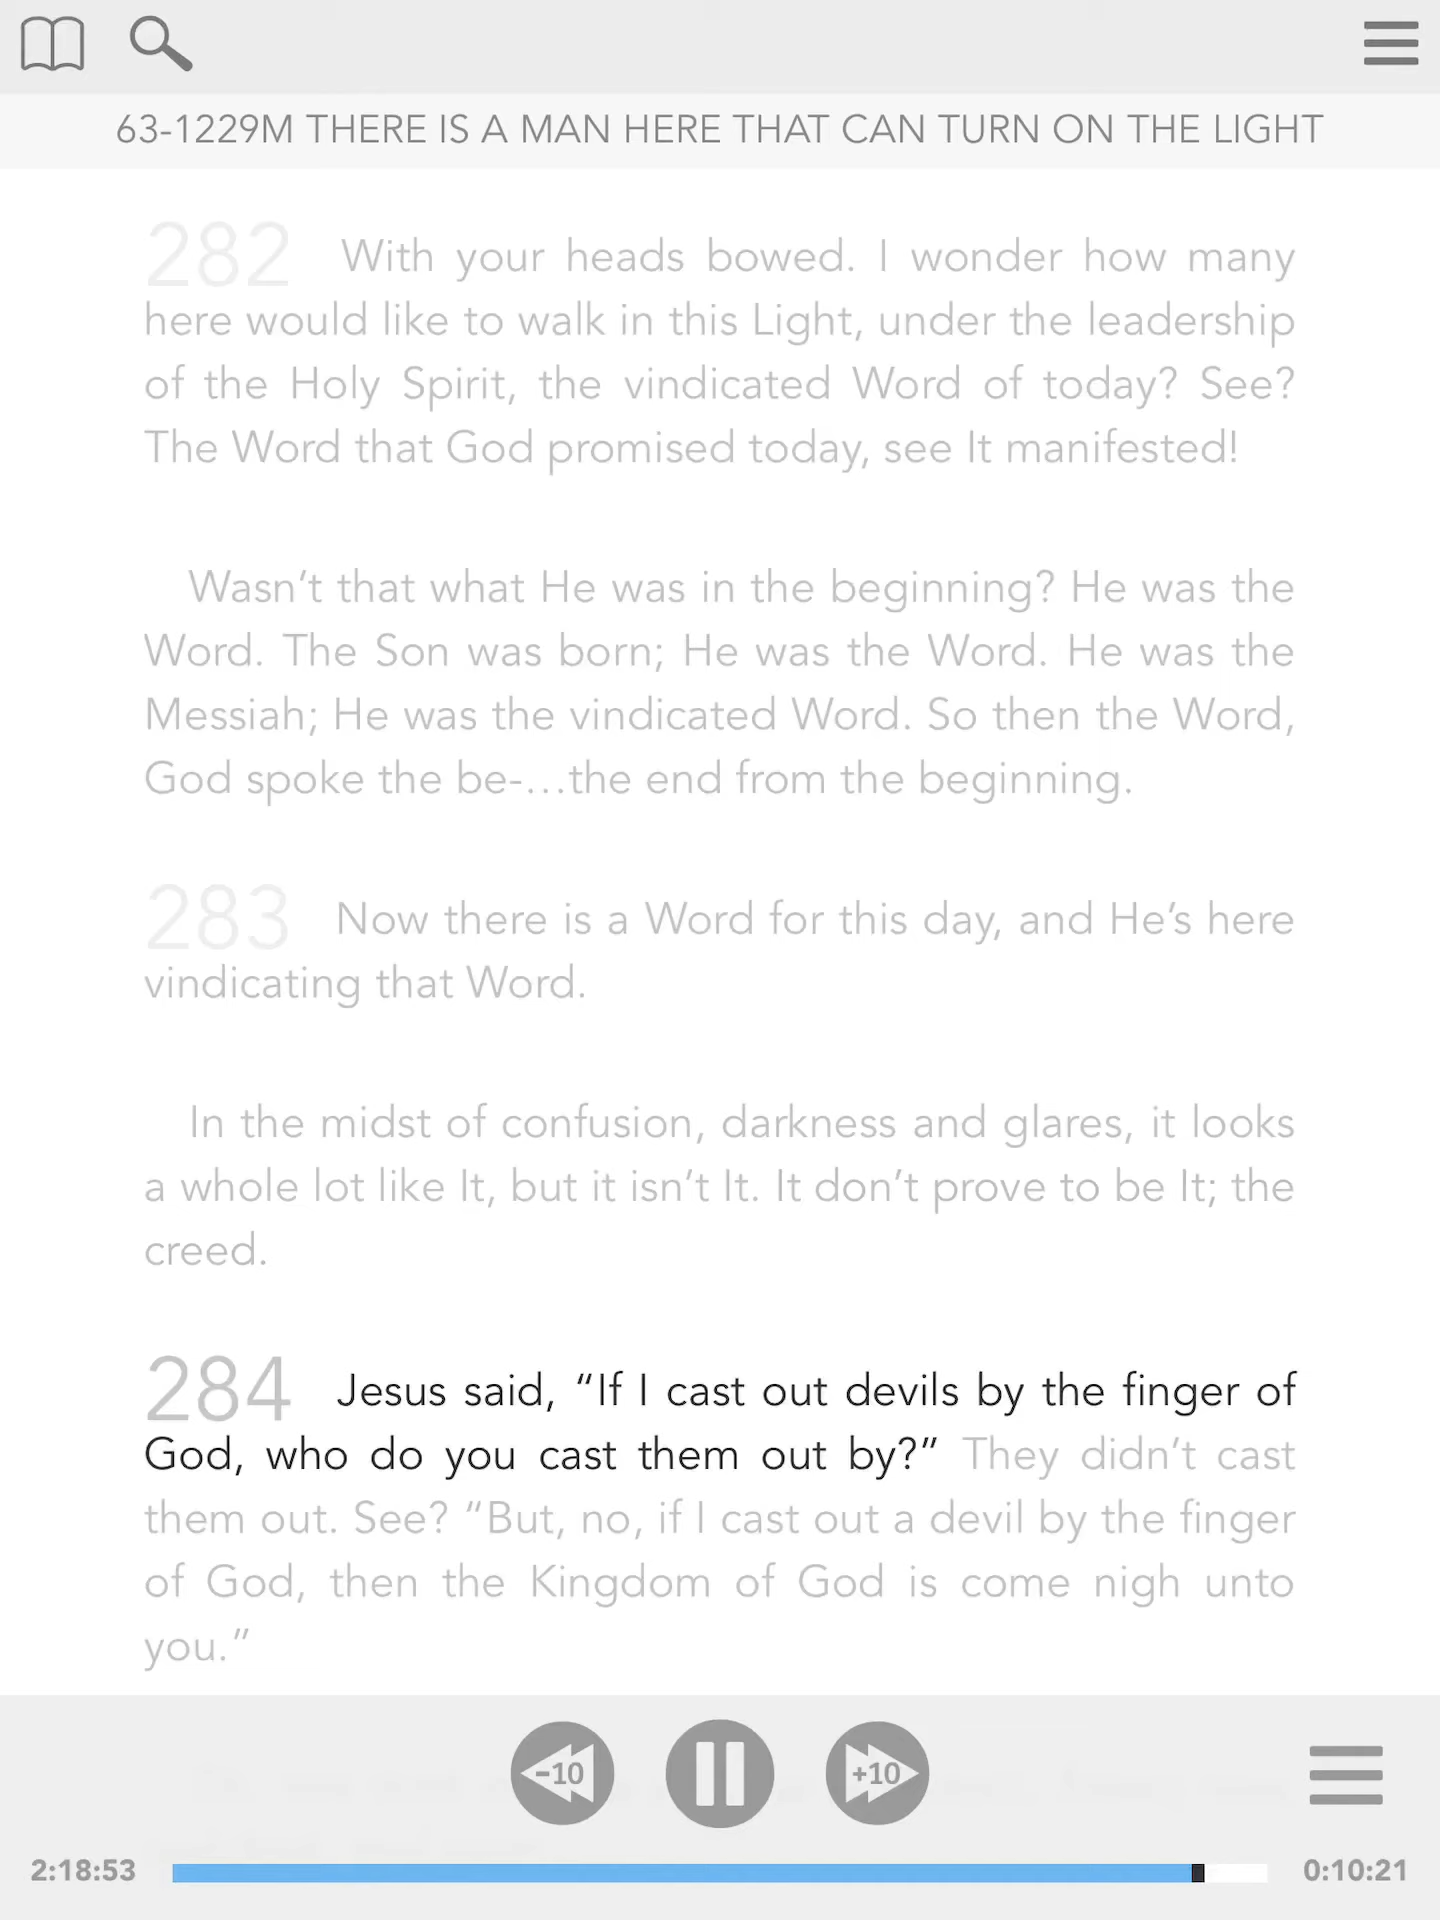 63-1229M THERE IS A MAN HERE THAT CAN TURN ON THE LIGHT
282 With your heads bowed. I wonder how many
here would like to walk in this Light, under the leadership
of the Holy Spirit, the vindicated Word of today? See?
The Word that God promised today, see It manifested!
Wasn’t that what He was in the beginning? He was the
Word. The Son was born; He was the Word. He was the
Messiah; He was the vindicated Word. So then the Word,
God spoke the be-…the end from the beginning.
283 Now there is a Word for this day, and He’s here
vindicating that Word.
In the midst of confusion, darkness and glares, it looks
a whole lot like It, but it isn’t It. It don’t prove to be It; the
creed.
284 Jesus said, “If I cast out devils by the finger of
God, who do you cast them out by?” They didn’t cast
them out. See? “But, no, if I cast out a devil by the finger
of God, then the Kingdom of God is come nigh unto
you.”
-10 +10
2:18:53 0:10:21